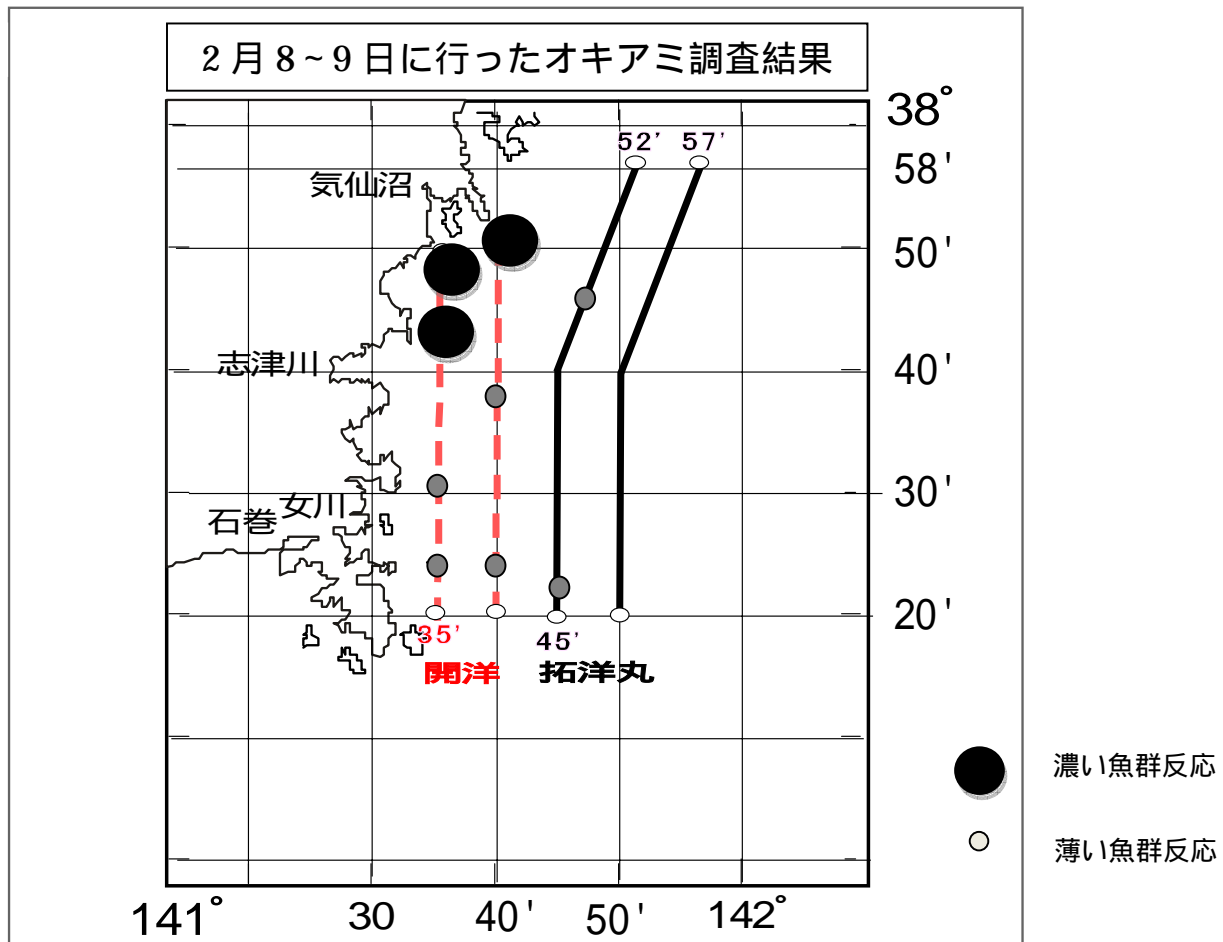 2月8~9日に行ったオキアミ調査結果
38°
52' 57'
58'
気仙沼
50'
志津川
40'
30'
女川
石巻
20'
35'
45'
開洋 拓洋丸
濃い魚群反応
薄い魚群反応
141° 30 40' 50' 142°